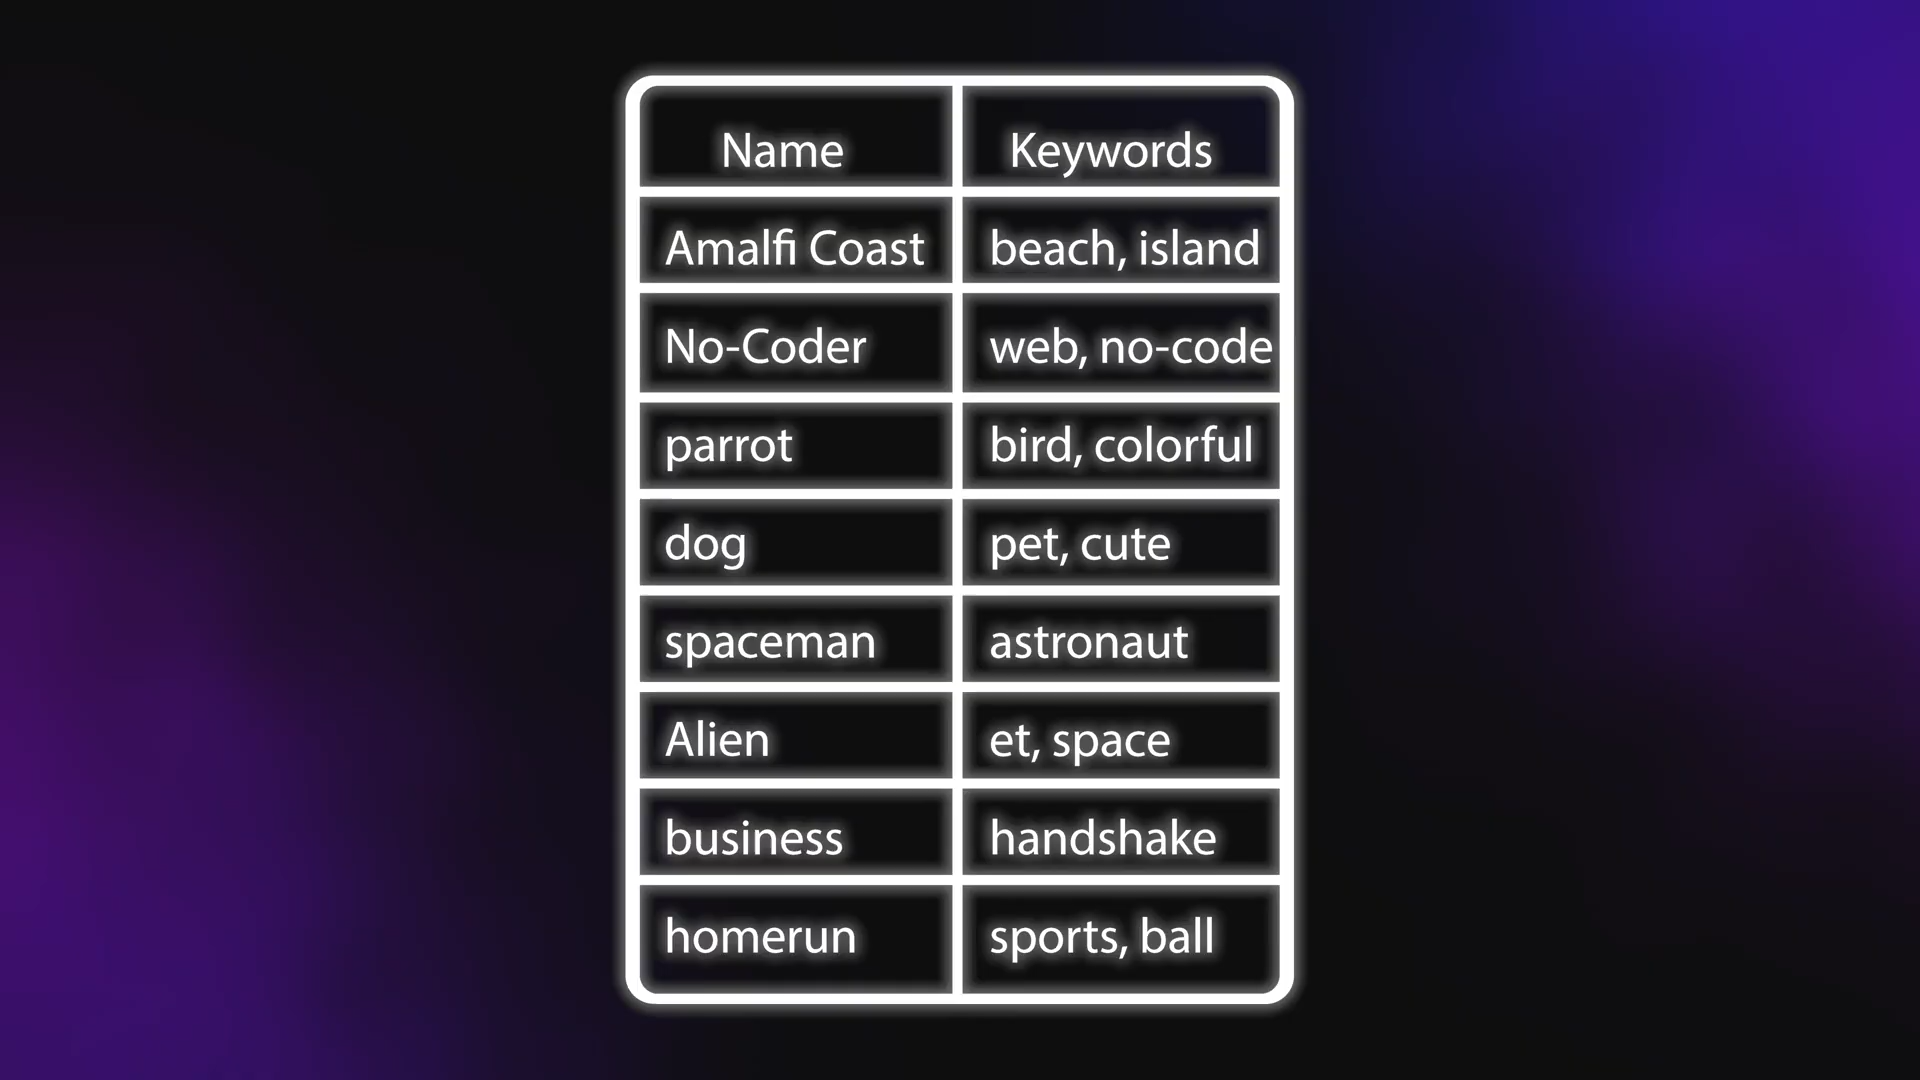 Name Keywords
Amalfi Coast beach, island
No-Coder web, no-code
parrot bird, colorful
dog pet, cute
spaceman astronaut
Alien et, space
business handshake
homerun sports, ball